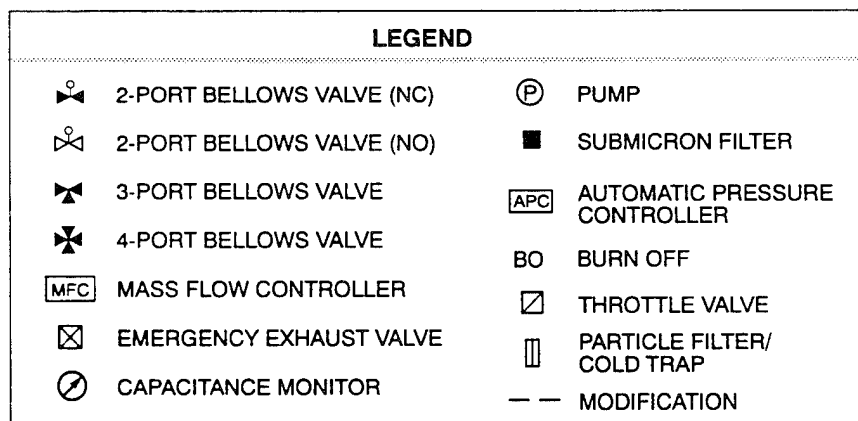 LEGEND
2-PORT BELLOWS VALVE (NC)
2-PORT BELLOWS VALVE (NO)
3-PORT BELLOWS VALVE
4-PORT BELLOWS VALVE
MFC MASS FLOW CONTROLLER
EMERGENCY EXHAUST VALVE
CAPACITANCE MONITOR
P PUMP
SUBMICRON FILTER
APC AUTOMATIC PRESSURE
CONTROLLER
BO BURN OFF
THROTTLE VALVE
PARTICLE FILTER/
COLD TRAP
MODIFICATION